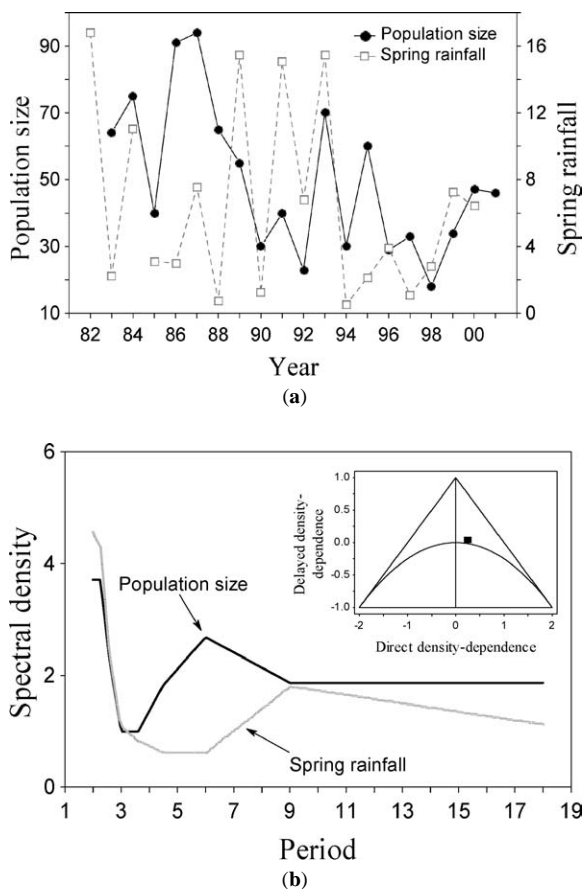 Population size
Spring rainfall
90
70
50
30
10
Population size
16
12
8
4
0
Spring rainfall
82 84 86 88 90 92 94 96 98 00
Year
(a)
6
4
2
0
Spectral density
Population size
Spring rainfall
1.0
0.5
0.0
-0.5
-1.0
Delayed density-
dependence
-2 -1 0 1 2
Direct density-dependence
1 3 5 7 9 11 13 15 17 19
Period
(b)